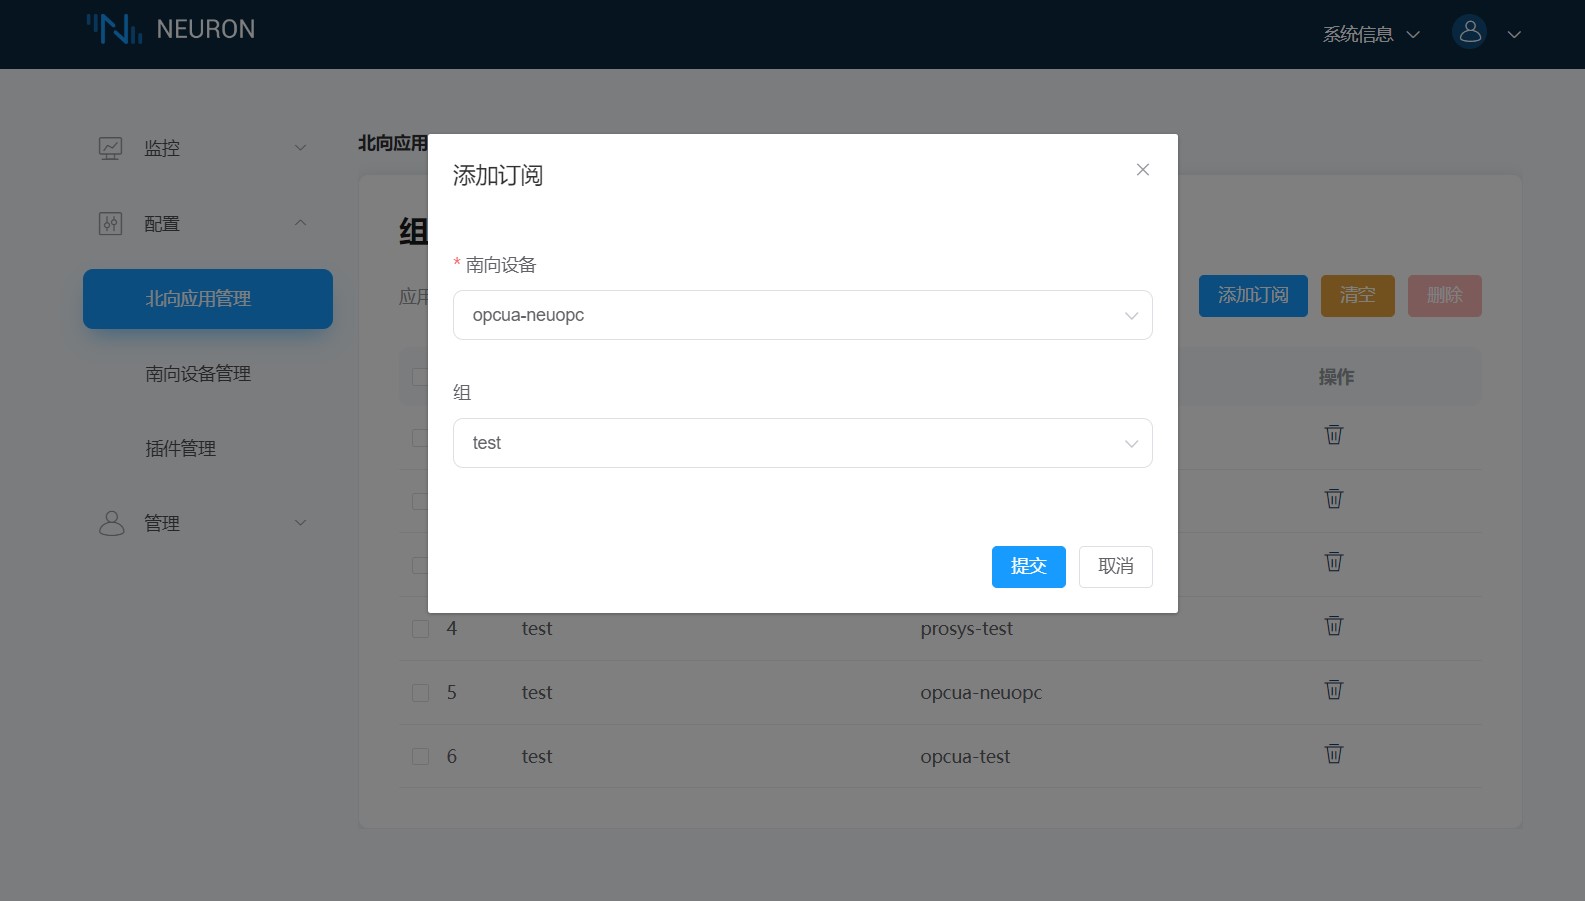 NEURON
系统信息
监控
配置
北向应用管理
南向设备管理
插件管理
管理
北向应用
组
应用
添加订阅
清空
删除
操作
添加订阅
* 南向设备
opcua-neuopc
组
test
提交
取消
4 test prosys-test
5 test opcua-neuopc
6 test opcua-test